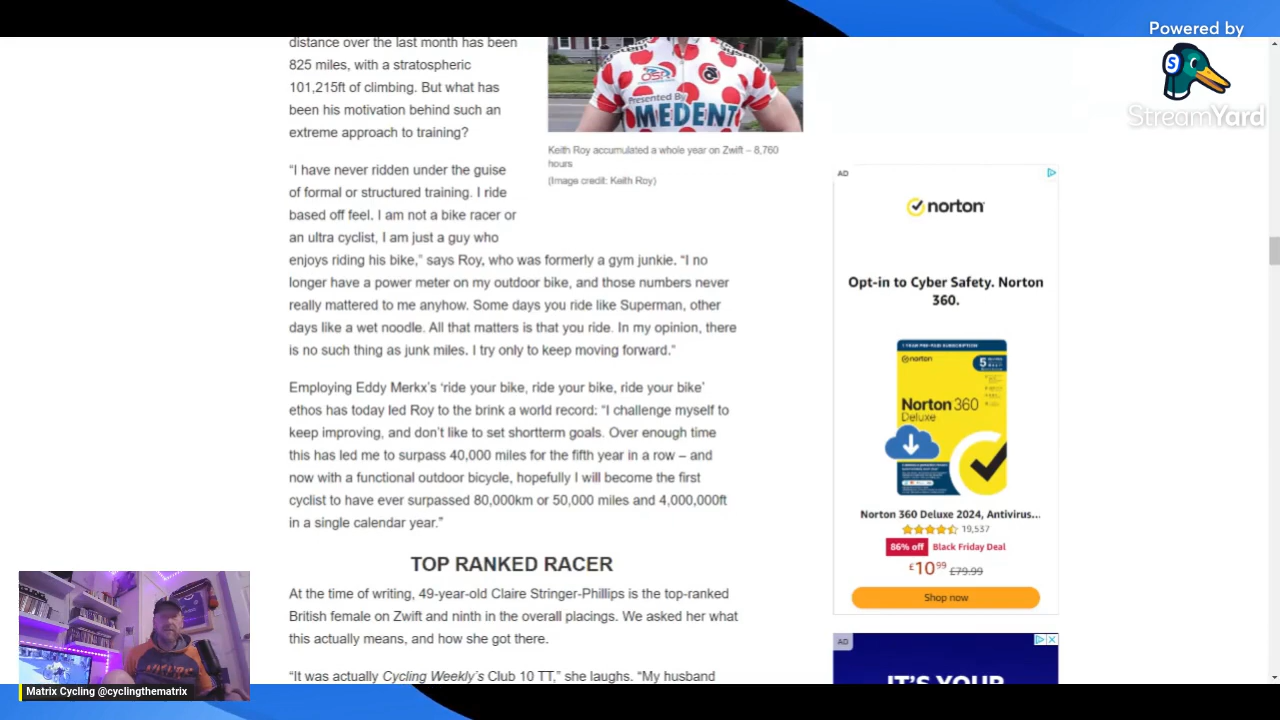 Powered by
StreamYard
distance over the last month has been
825 miles, with a stratospheric
101,215ft of climbing. But what has
been his motivation behind such an
extreme approach to training?
System
OSR
Presented By
MEDENT
Keith Roy accumulated a whole year on Zwift – 8,760
hours
(Image credit: Keith Roy)
“I have never ridden under the guise
of formal or structured training. I ride
based off feel. I am not a bike racer or
an ultra cyclist, I am just a guy who
enjoys riding his bike,” says Roy, who was formerly a gym junkie. “I no
longer have a power meter on my outdoor bike, and those numbers never
really mattered to me anyhow. Some days you ride like Superman, other
days like a wet noodle. All that matters is that you ride. In my opinion, there
is no such thing as junk miles. I try only to keep moving forward.”
Employing Eddy Merkx’s ‘ride your bike, ride your bike, ride your bike’
ethos has today led Roy to the brink a world record: “I challenge myself to
keep improving, and don’t like to set shortterm goals. Over enough time
this has led me to surpass 40,000 miles for the fifth year in a row – and
now with a functional outdoor bicycle, hopefully I will become the first
cyclist to have ever surpassed 80,000km or 50,000 miles and 4,000,000ft
in a single calendar year.”
TOP RANKED RACER
At the time of writing, 49-year-old Claire Stringer-Phillips is the top-ranked
British female on Zwift and ninth in the overall placings. We asked her what
this actually means, and how she got there.
“It was actually Cycling Weekly’s Club 10 TT,” she laughs. “My husband
AD
norton
Opt-in to Cyber Safety. Norton
360.
norton
5
Norton 360
Deluxe
Norton 360 Deluxe 2024, Antivirus...
19,537
86% off Black Friday Deal
£10.99 £79.99
Shop now
AD
IT'S YOUR
Matrix Cycling @cyclingthematrix